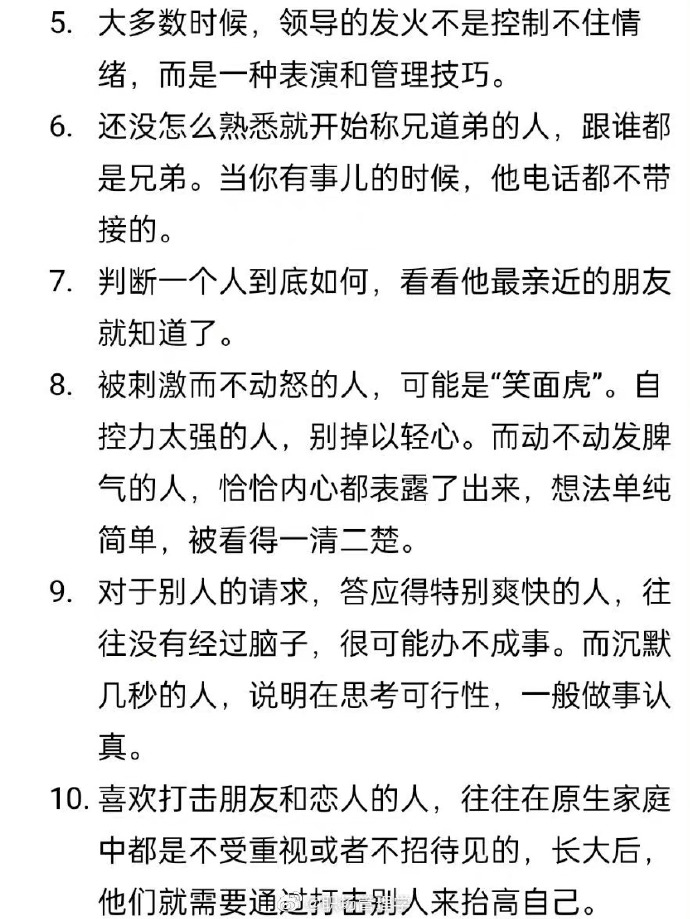 5. 大多数时候，领导的发火不是控制不住情
绪，而是一种表演和管理技巧。
6. 还没怎么熟悉就开始称兄道弟的人，跟谁都
是兄弟。当你有事儿的时候，他电话都不带
接的。
7. 判断一个人到底如何，看看他最亲近的朋友
就知道了。
8. 被刺激而不动怒的人，可能是“笑面虎”。自
控力太强的人，别掉以轻心。而动不动发脾
气的人，恰恰内心都表露了出来，想法单纯
简单，被看得一清二楚。
9. 对于别人的请求，答应得特别爽快的人，往
往没有经过脑子，很可能办不成事。而沉默
几秒的人，说明在思考可行性，一般做事认
真。
10. 喜欢打击朋友和恋人的人，往往在原生家庭
中都是不受重视或者不招待见的，长大后，
他们就需要通过打击别人来抬高自己。